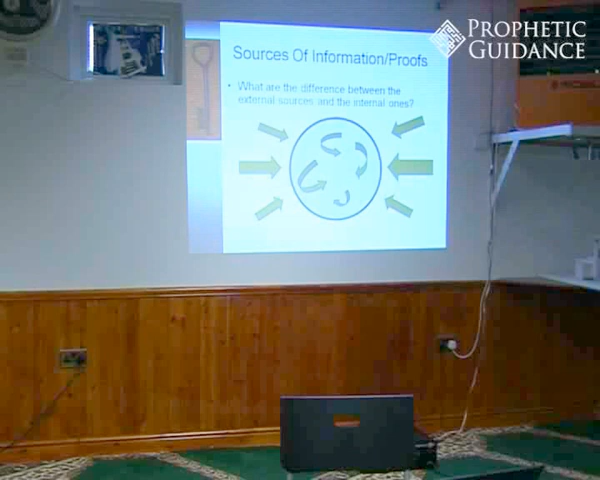 PROPHETIC
GUIDANCE
Sources Of Information/Proofs
• What are the difference between the
external sources and the internal ones?